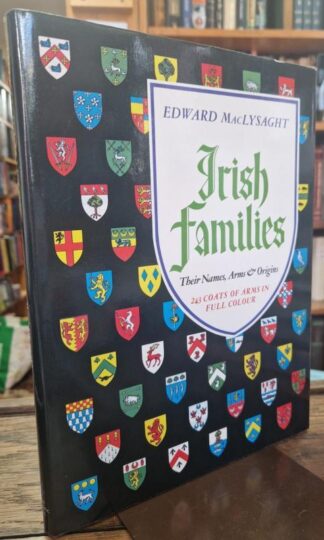 EDWARD MACLYSAGHT
Irish
Families
Their Names, Arms & Origins
243 COATS OF ARMS IN
FULL COLOUR